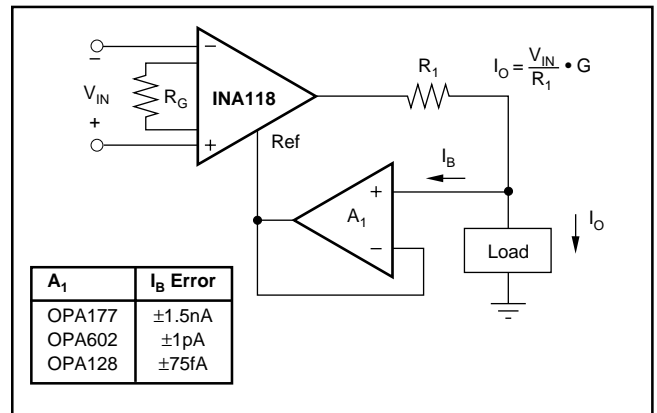 −
V_IN
+
R_G
−
INA118
+
Ref
R_1
I_O = V_IN / R_1 • G
I_B
+
A_1
−
Load
I_O
A_1 I_B Error
OPA177 ±1.5nA
OPA602 ±1pA
OPA128 ±75fA